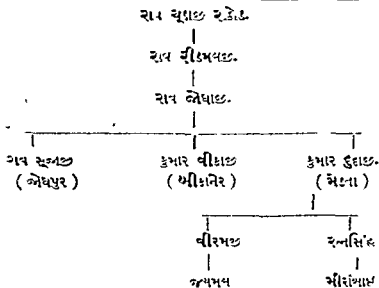 રાવ ચૂડાજી રાઠોડ.
રાવ રીડમલજી.
રાવ જોધાજી.
રાવ સૂજાજી કુમાર વીકાજી કુમાર દુદાજી.
(જોધપુર) (બીકાનેર) (મેડતા)
વીરમજી રત્નસિંહ
જયમલ મીરાંબાઈ